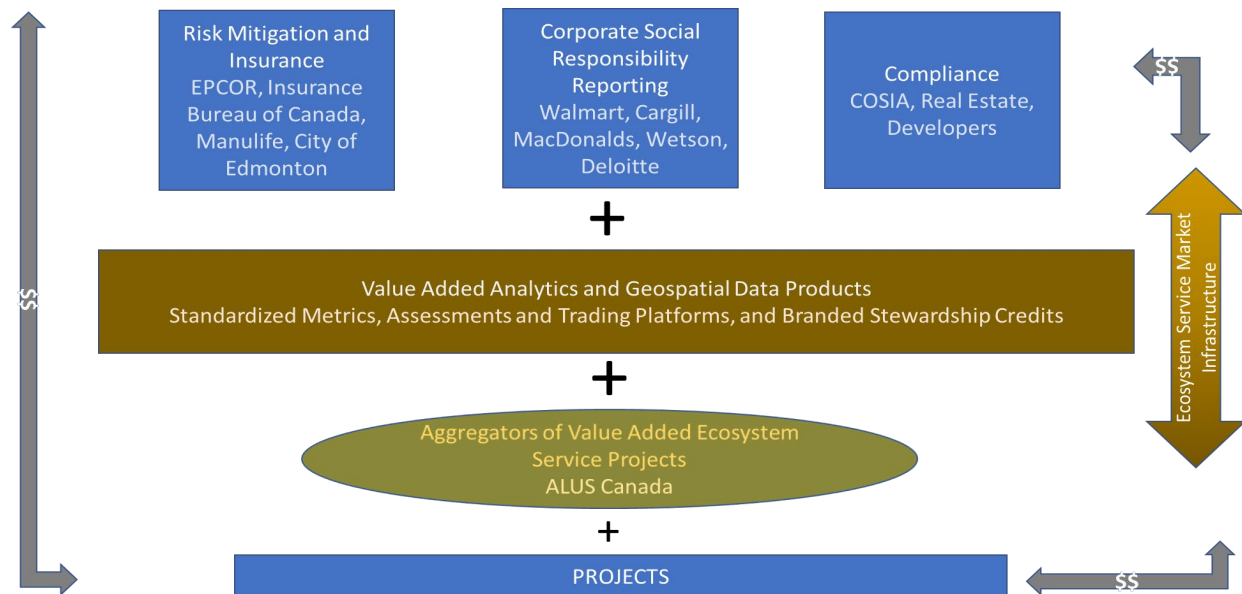 Risk Mitigation and
Insurance
EPCOR, Insurance
Bureau of Canada,
Manulife, City of
Edmonton
Corporate Social
Responsibility
Reporting
Walmart, Cargill,
MacDonalds, Wetson,
Deloitte
Compliance
COSIA, Real Estate,
Developers
$$
+
$$
Value Added Analytics and Geospatial Data Products
Standardized Metrics, Assessments and Trading Platforms, and Branded Stewardship Credits
Ecosystem Service Market
Infrastructure
+
Aggregators of Value Added Ecosystem
Service Projects
ALUS Canada
+
PROJECTS
$$